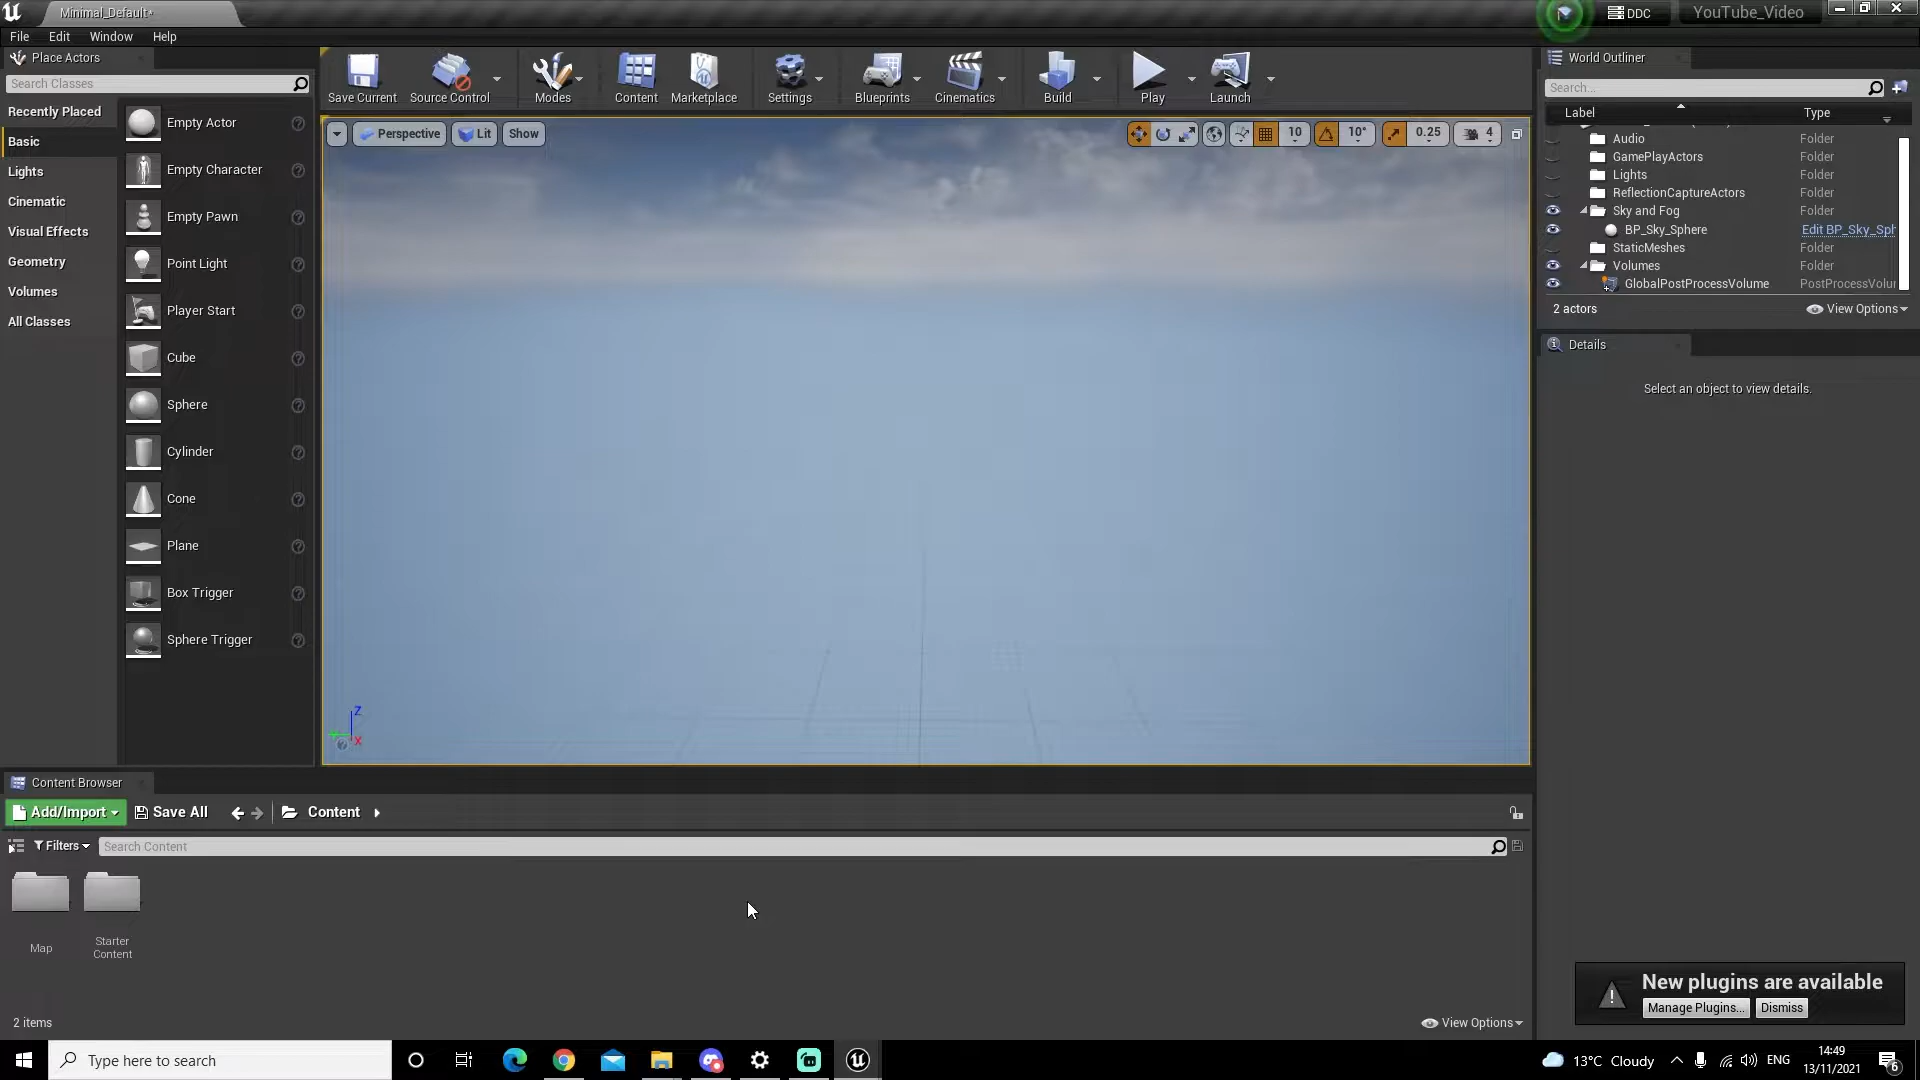 Minimal_Default•
DDC
YouTube_Video
File Edit Window Help
Place Actors
Search Classes
Recently Placed
Basic
Lights
Cinematic
Visual Effects
Geometry
Volumes
All Classes
Empty Actor
Empty Character
Empty Pawn
Point Light
Player Start
Cube
Sphere
Cylinder
Cone
Plane
Box Trigger
Sphere Trigger
Save Current
Source Control
Modes
Content
Marketplace
Settings
Blueprints
Cinematics
Build
Play
Launch
Perspective Lit Show
10 10° 0.25 4
Z
X
World Outliner
Search...
Label Type
Audio Folder
GamePlayActors Folder
Lights Folder
ReflectionCaptureActors Folder
Sky and Fog Folder
BP_Sky_Sphere Edit BP_Sky_Sph
StaticMeshes Folder
Volumes Folder
GlobalPostProcessVolume PostProcessVolur
2 actors View Options
Details
Select an object to view details.
Content Browser
Add/Import Save All Content
Filters Search Content
Map
Starter
Content
2 items
View Options
New plugins are available
Manage Plugins... Dismiss
Type here to search
13°C Cloudy
ENG
14:49
13/11/2021
6